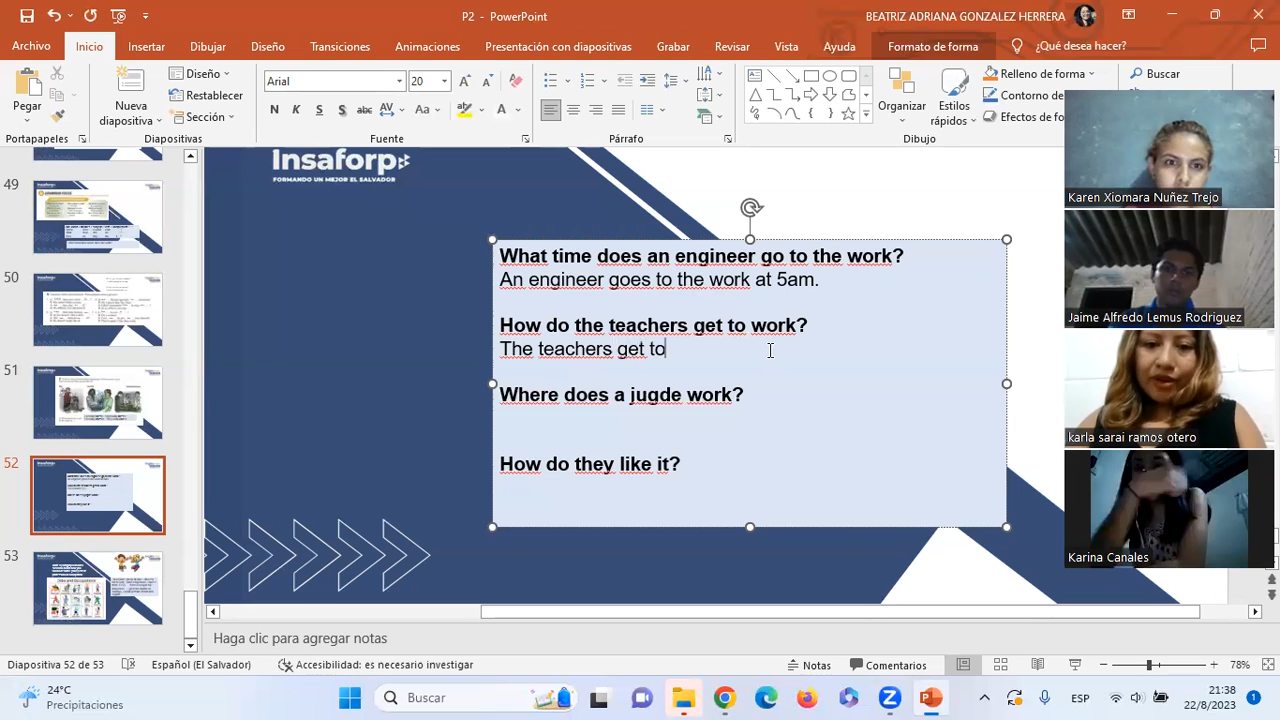 P2 - PowerPoint
BEATRIZ ADRIANA GONZALEZ HERRERA
Archivo Inicio Insertar Dibujar Diseño Transiciones Animaciones Presentación con diapositivas Grabar Revisar Vista Ayuda Formato de forma ¿Qué desea hacer?
Pegar
Portapapeles
Nueva diapositiva
Diseño
Restablecer
Sección
Diapositivas
Arial 20
N K S S abc AV Aa A
Fuente
Párrafo
Organizar
Estilos rápidos
Relleno de forma
Contorno de
Efectos de fo
Dibujo
Buscar
49
50
51
52
53
Insaforp
FORMANDO UN MEJOR EL SALVADOR
What time does an engineer go to the work?
An engineer goes to the work at 5am.
How do the teachers get to work?
The teachers get to
Where does a jugde work?
How do they like it?
Karen Xiomara Nuñez Trejo
Jaime Alfredo Lemus Rodriguez
karla sarai ramos otero
Karina Canales
Haga clic para agregar notas
Diapositiva 52 de 53
Español (El Salvador)
Accesibilidad: es necesario investigar
Notas
Comentarios
78%
24°C
Precipitaciones
Buscar
ESP
21:38
22/8/2023
1